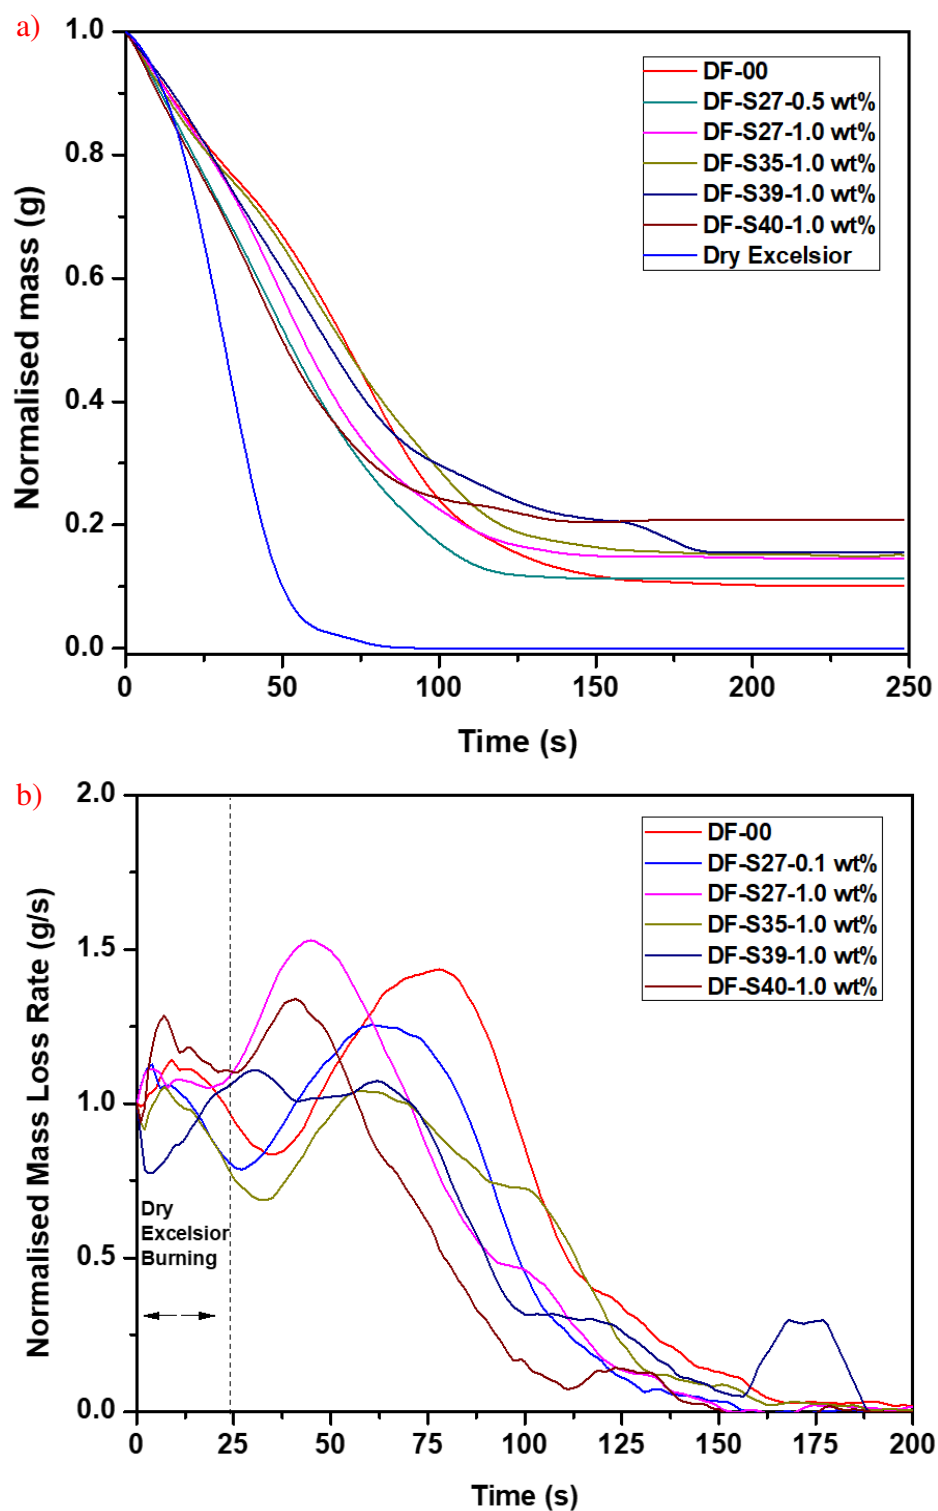 a)
1.0
0.8
0.6
0.4
0.2
0.0
Normalised mass (g)
DF-00
DF-S27-0.5 wt%
DF-S27-1.0 wt%
DF-S35-1.0 wt%
DF-S39-1.0 wt%
DF-S40-1.0 wt%
Dry Excelsior
0 50 100 150 200 250
Time (s)
b)
2.0
1.5
1.0
0.5
0.0
Normalised Mass Loss Rate (g/s)
DF-00
DF-S27-0.1 wt%
DF-S27-1.0 wt%
DF-S35-1.0 wt%
DF-S39-1.0 wt%
DF-S40-1.0 wt%
Dry
Excelsior
Burning
0 25 50 75 100 125 150 175 200
Time (s)